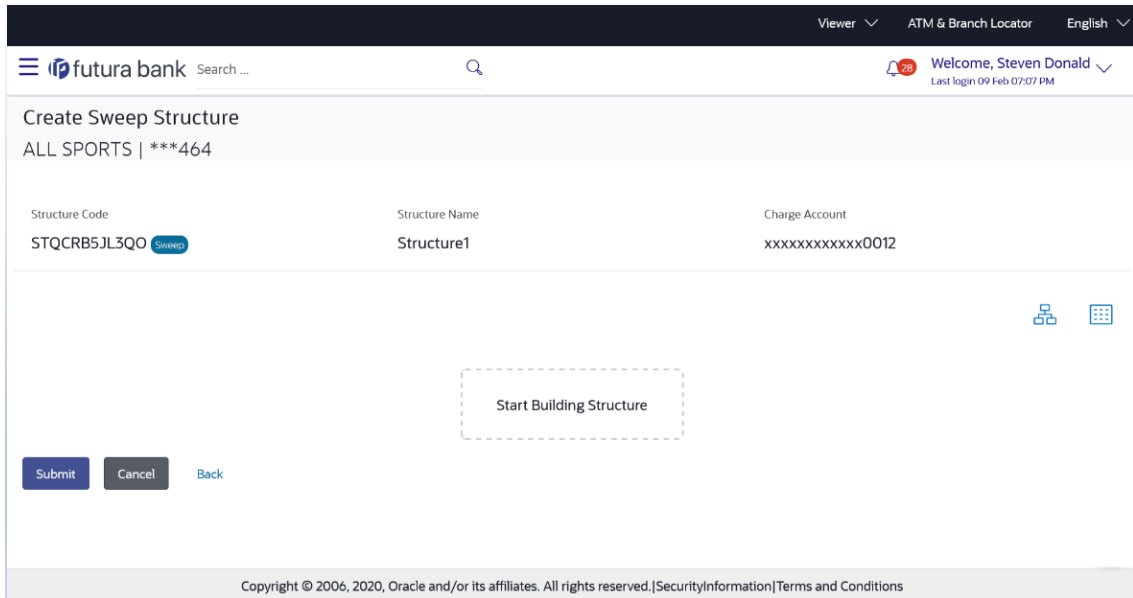 Viewer ATM & Branch Locator English
futura bank Search ... 28 Welcome, Steven Donald
Last login 09 Feb 07:07 PM
Create Sweep Structure
ALL SPORTS | ***464
Structure Code Structure Name Charge Account
STQCRB5JL3QO Sweep Structure1 xxxxxxxxxxxx0012
Start Building Structure
Submit Cancel Back
Copyright © 2006, 2020, Oracle and/or its affiliates. All rights reserved.|SecurityInformation|Terms and Conditions